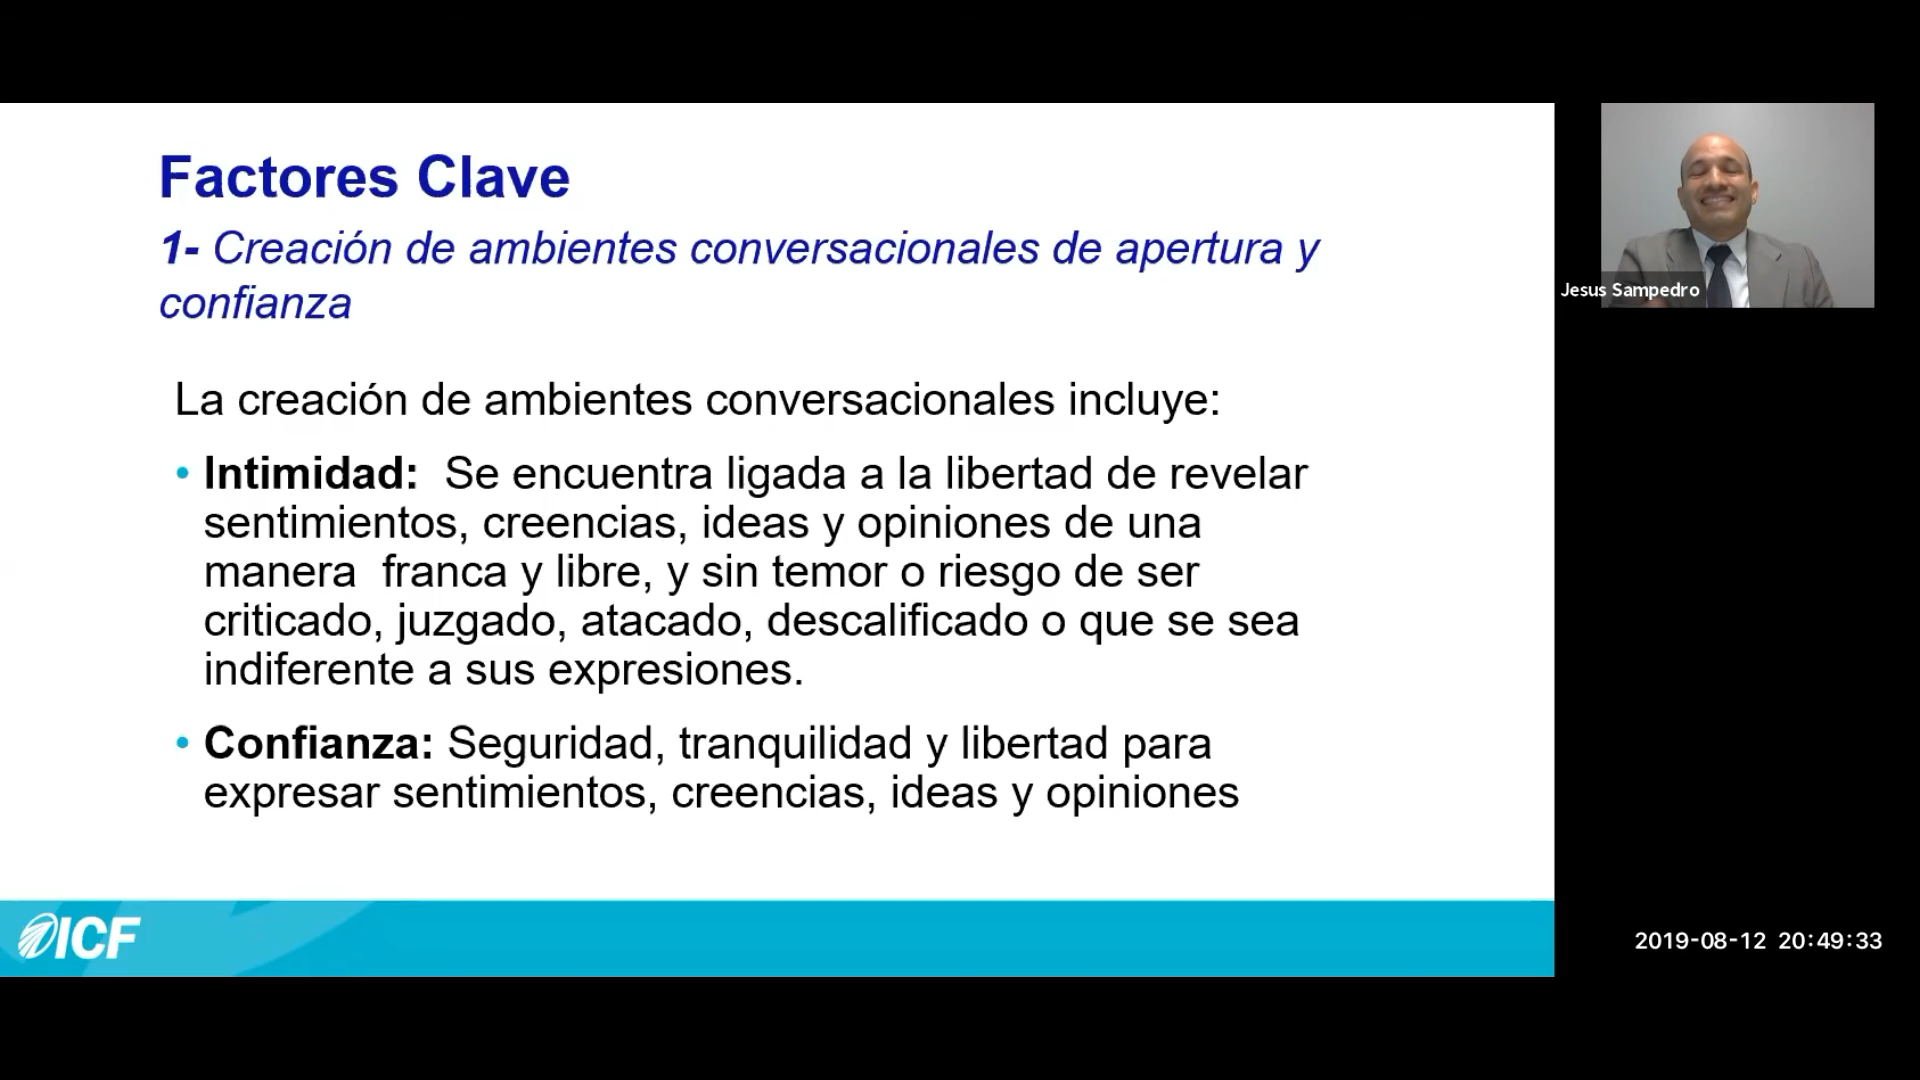 Factores Clave
1- Creación de ambientes conversacionales de apertura y
confianza
La creación de ambientes conversacionales incluye:
• Intimidad:  Se encuentra ligada a la libertad de revelar
sentimientos, creencias, ideas y opiniones de una
manera  franca y libre, y sin temor o riesgo de ser
criticado, juzgado, atacado, descalificado o que se sea
indiferente a sus expresiones.
• Confianza: Seguridad, tranquilidad y libertad para
expresar sentimientos, creencias, ideas y opiniones
ICF
Jesus Sampedro
2019-08-12 20:49:33